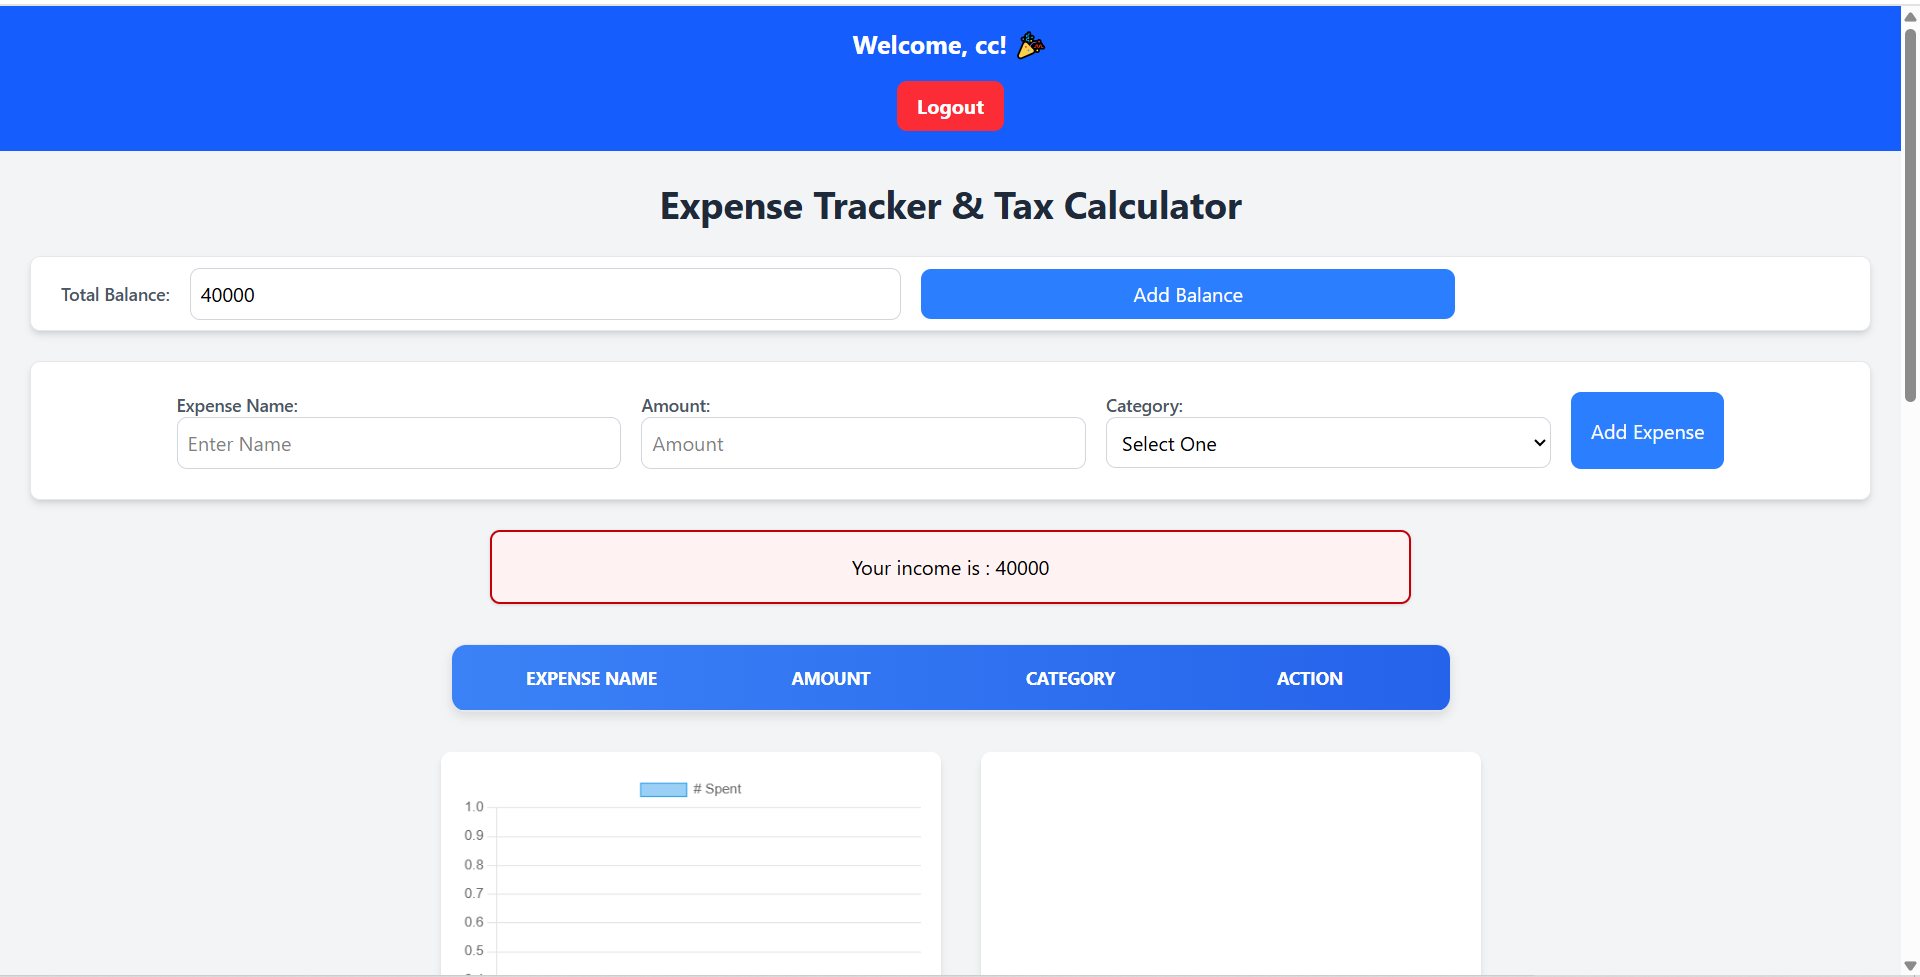 Welcome, cc! 🎉
Logout
Expense Tracker & Tax Calculator
Total Balance: 40000 Add Balance
Expense Name: Amount: Category:
Enter Name Amount Select One Add Expense
Your income is : 40000
EXPENSE NAME AMOUNT CATEGORY ACTION
# Spent
1.0
0.9
0.8
0.7
0.6
0.5